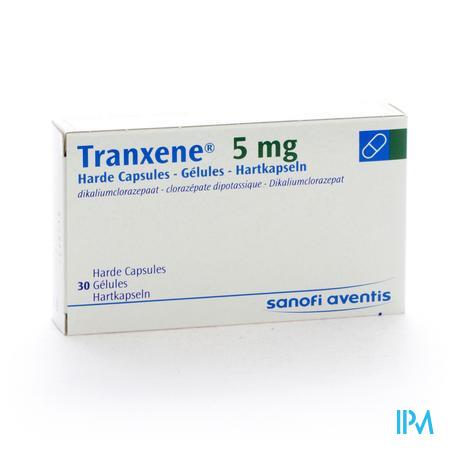 Tranxene® 5 mg
Harde Capsules - Gélules - Hartkapseln
dikaliumclorazepaat - clorazépate dipotassique - Dikaliumclorazepat
Harde Capsules
30 Gélules
Hartkapseln
sanofi aventis
IPM